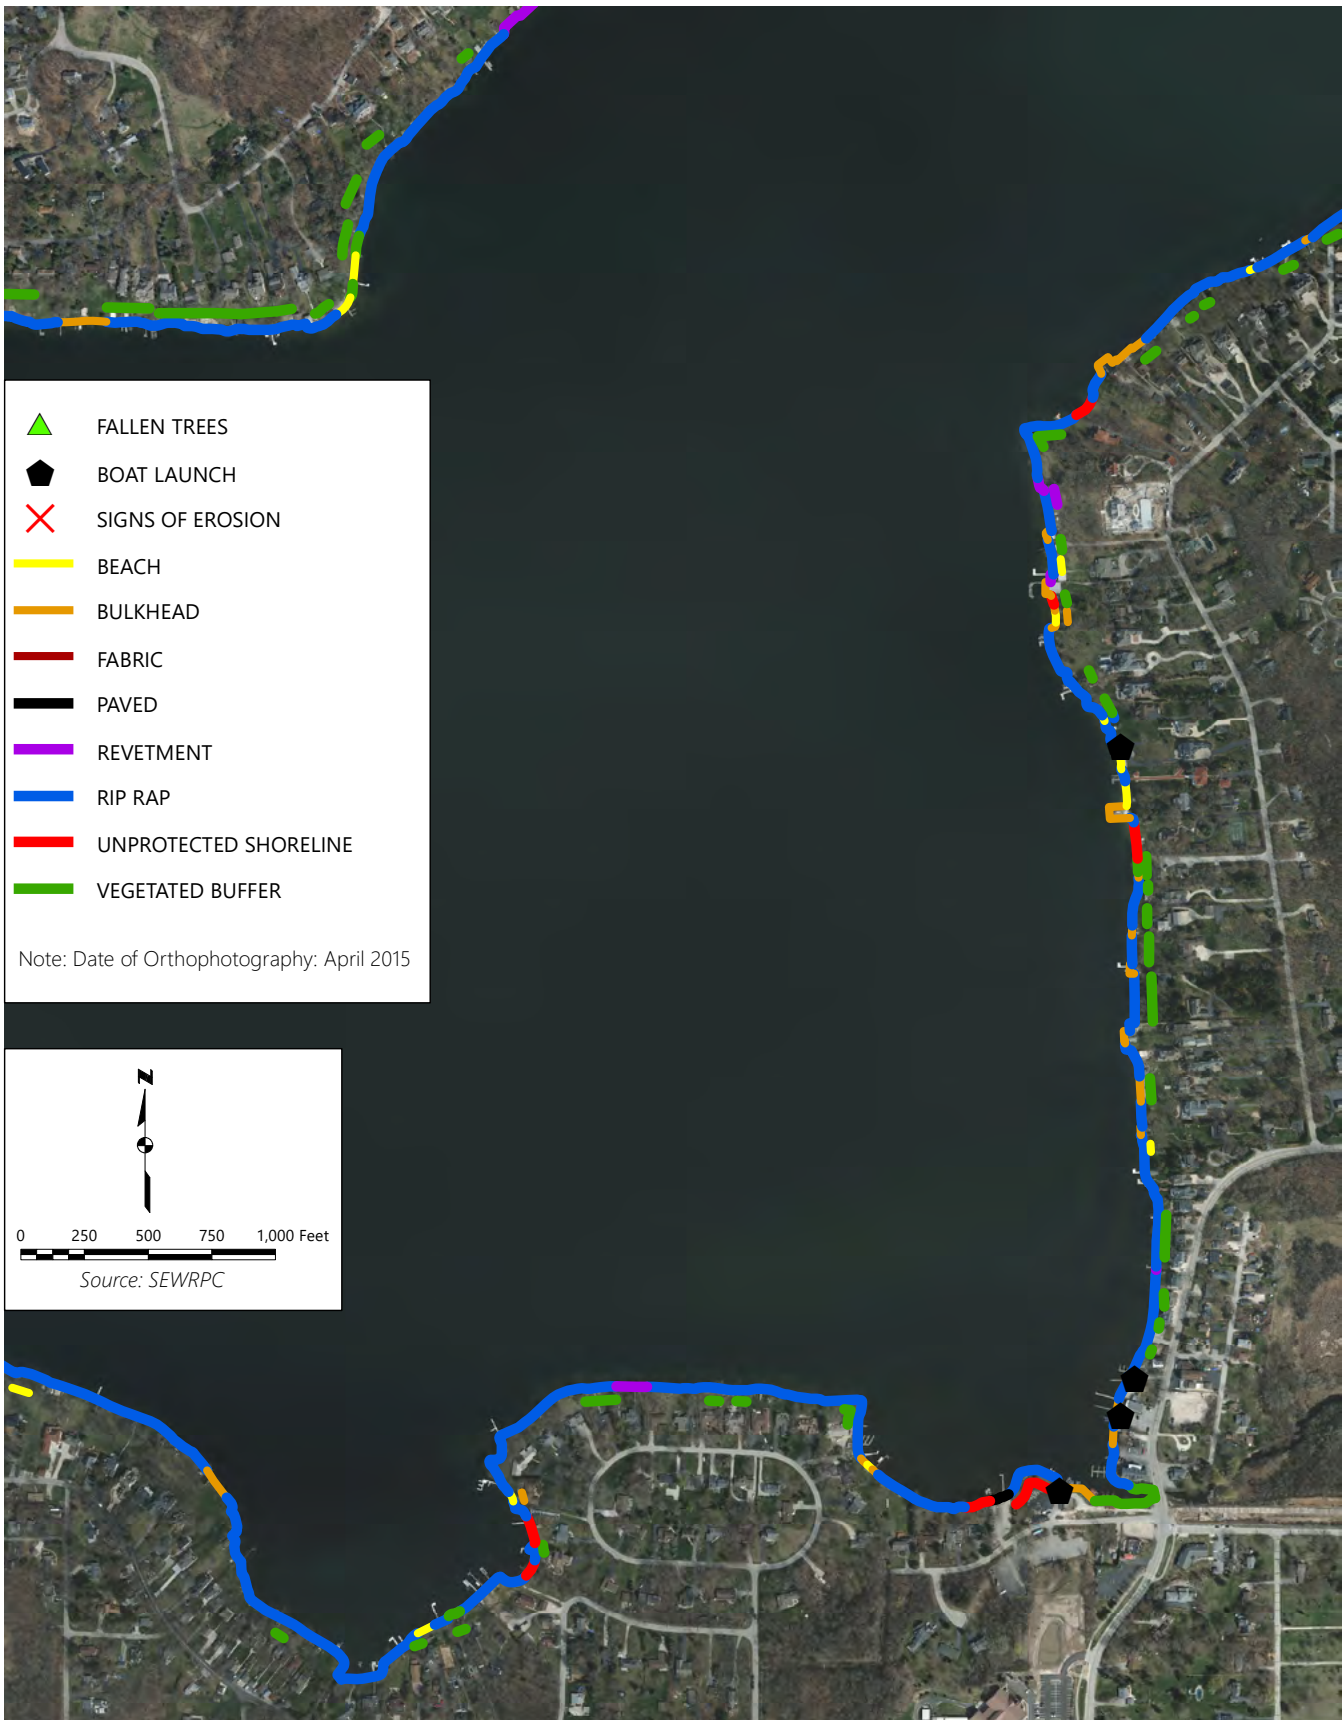 FALLEN TREES
BOAT LAUNCH
SIGNS OF EROSION
BEACH
BULKHEAD
FABRIC
PAVED
REVETMENT
RIP RAP
UNPROTECTED SHORELINE
VEGETATED BUFFER
Note: Date of Orthophotography: April 2015
N
0 250 500 750 1,000 Feet
Source: SEWRPC